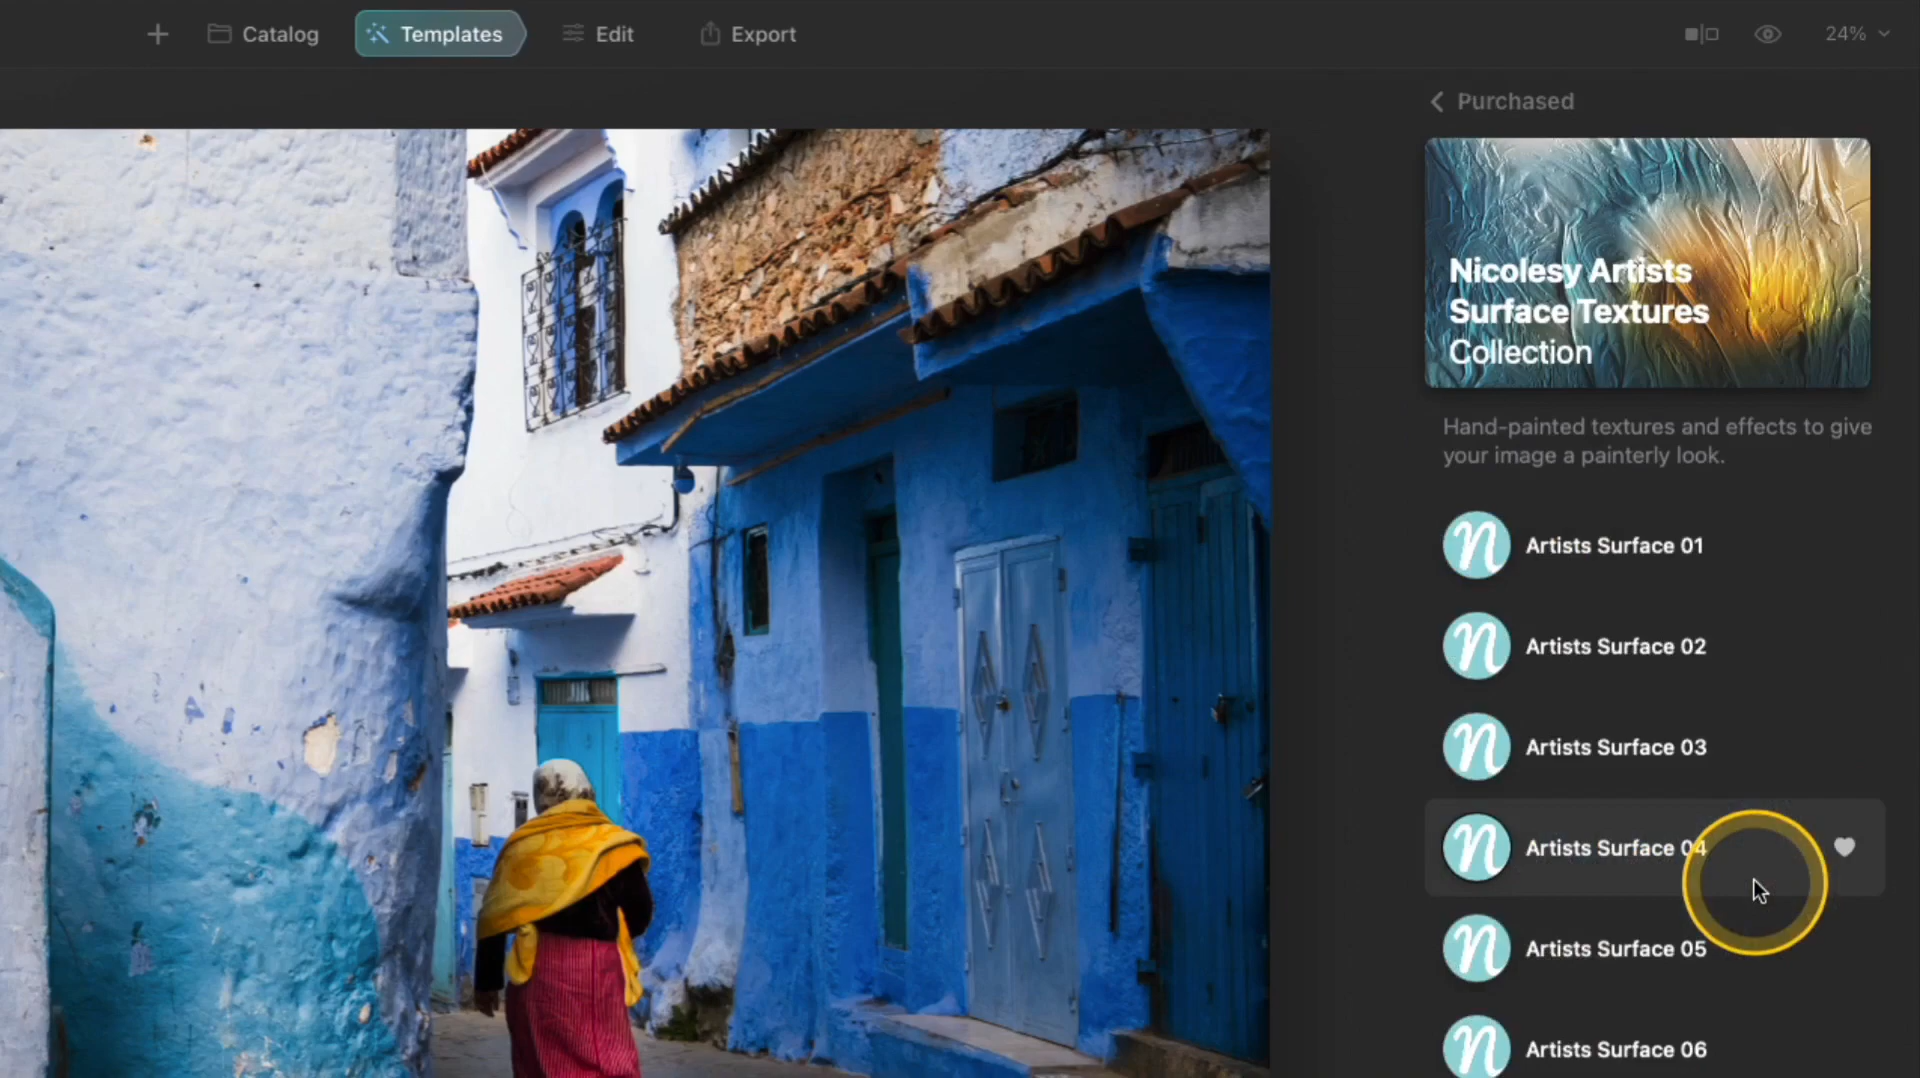 Catalog
Templates
Edit
Export
24%
Purchased
Nicolesy Artists
Surface Textures
Collection
Hand-painted textures and effects to give
your image a painterly look.
n Artists Surface 01
n Artists Surface 02
n Artists Surface 03
n Artists Surface 04
n Artists Surface 05
n Artists Surface 06